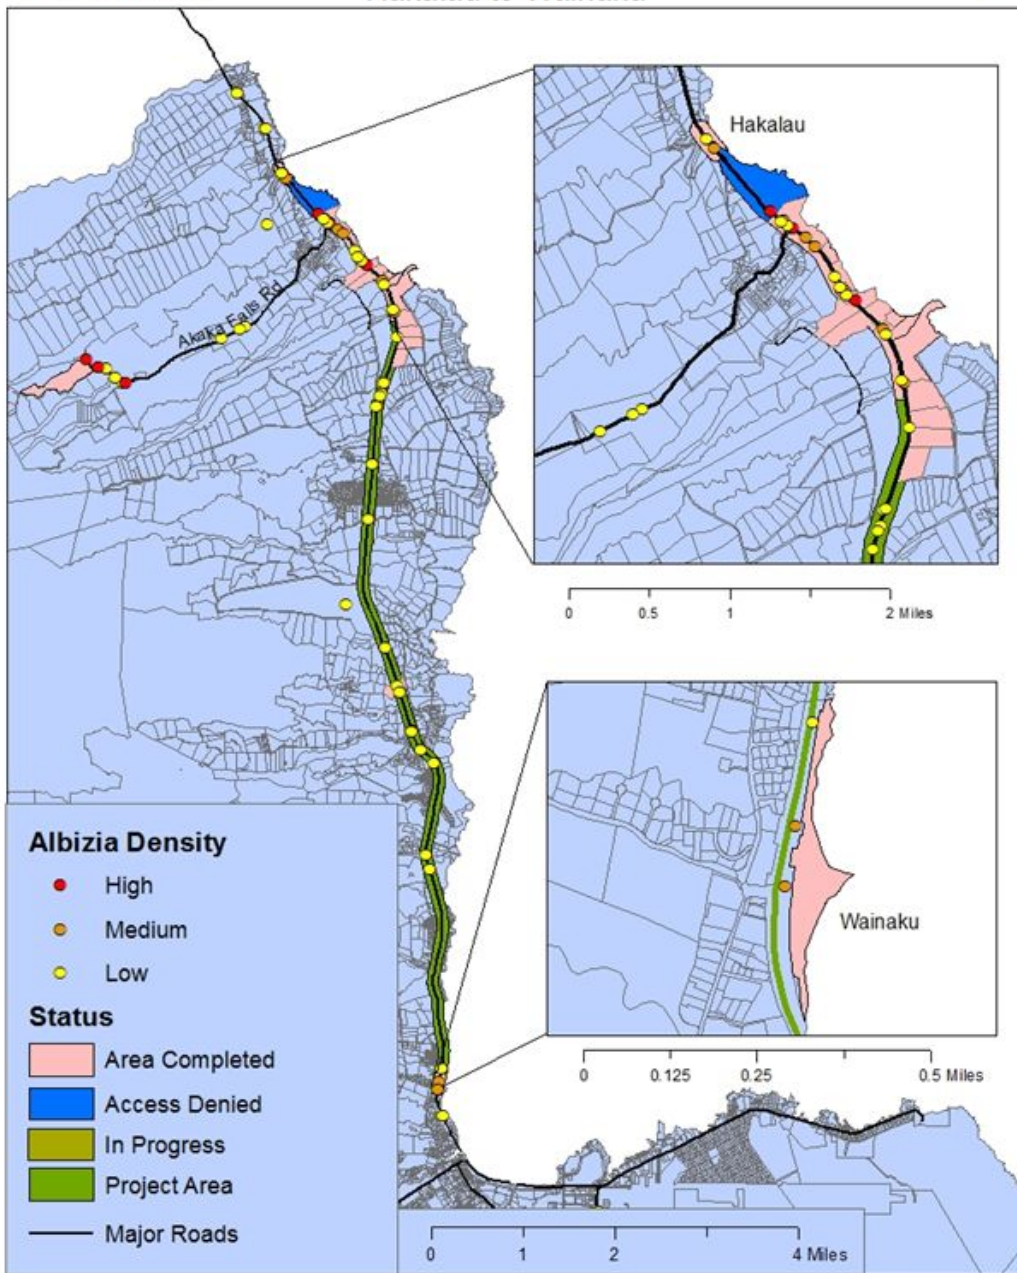 Hakalau
Akaka Falls Rd
0 0.5 1 2 Miles
Wainaku
0 0.125 0.25 0.5 Miles
Albizia Density
High
Medium
Low
Status
Area Completed
Access Denied
In Progress
Project Area
Major Roads
0 1 2 4 Miles